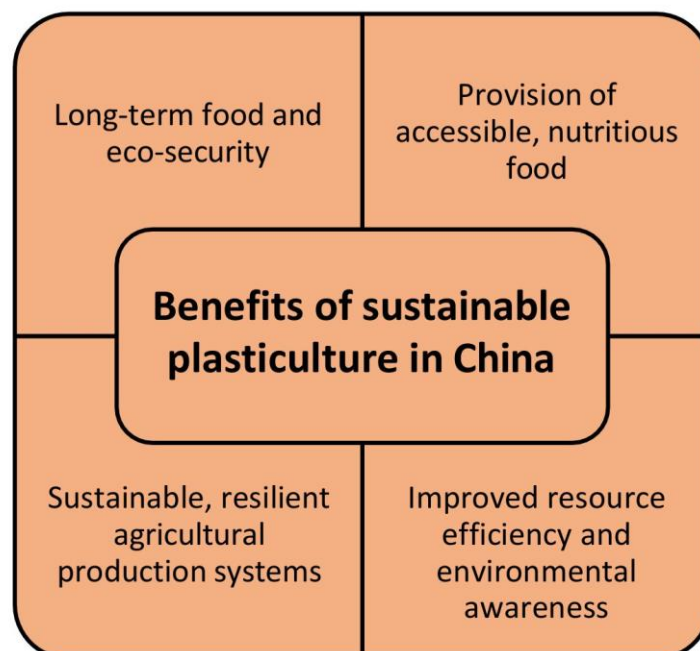 Long-term food and
eco-security
Provision of
accessible, nutritious
food
Benefits of sustainable
plasticulture in China
Sustainable, resilient
agricultural
production systems
Improved resource
efficiency and
environmental
awareness